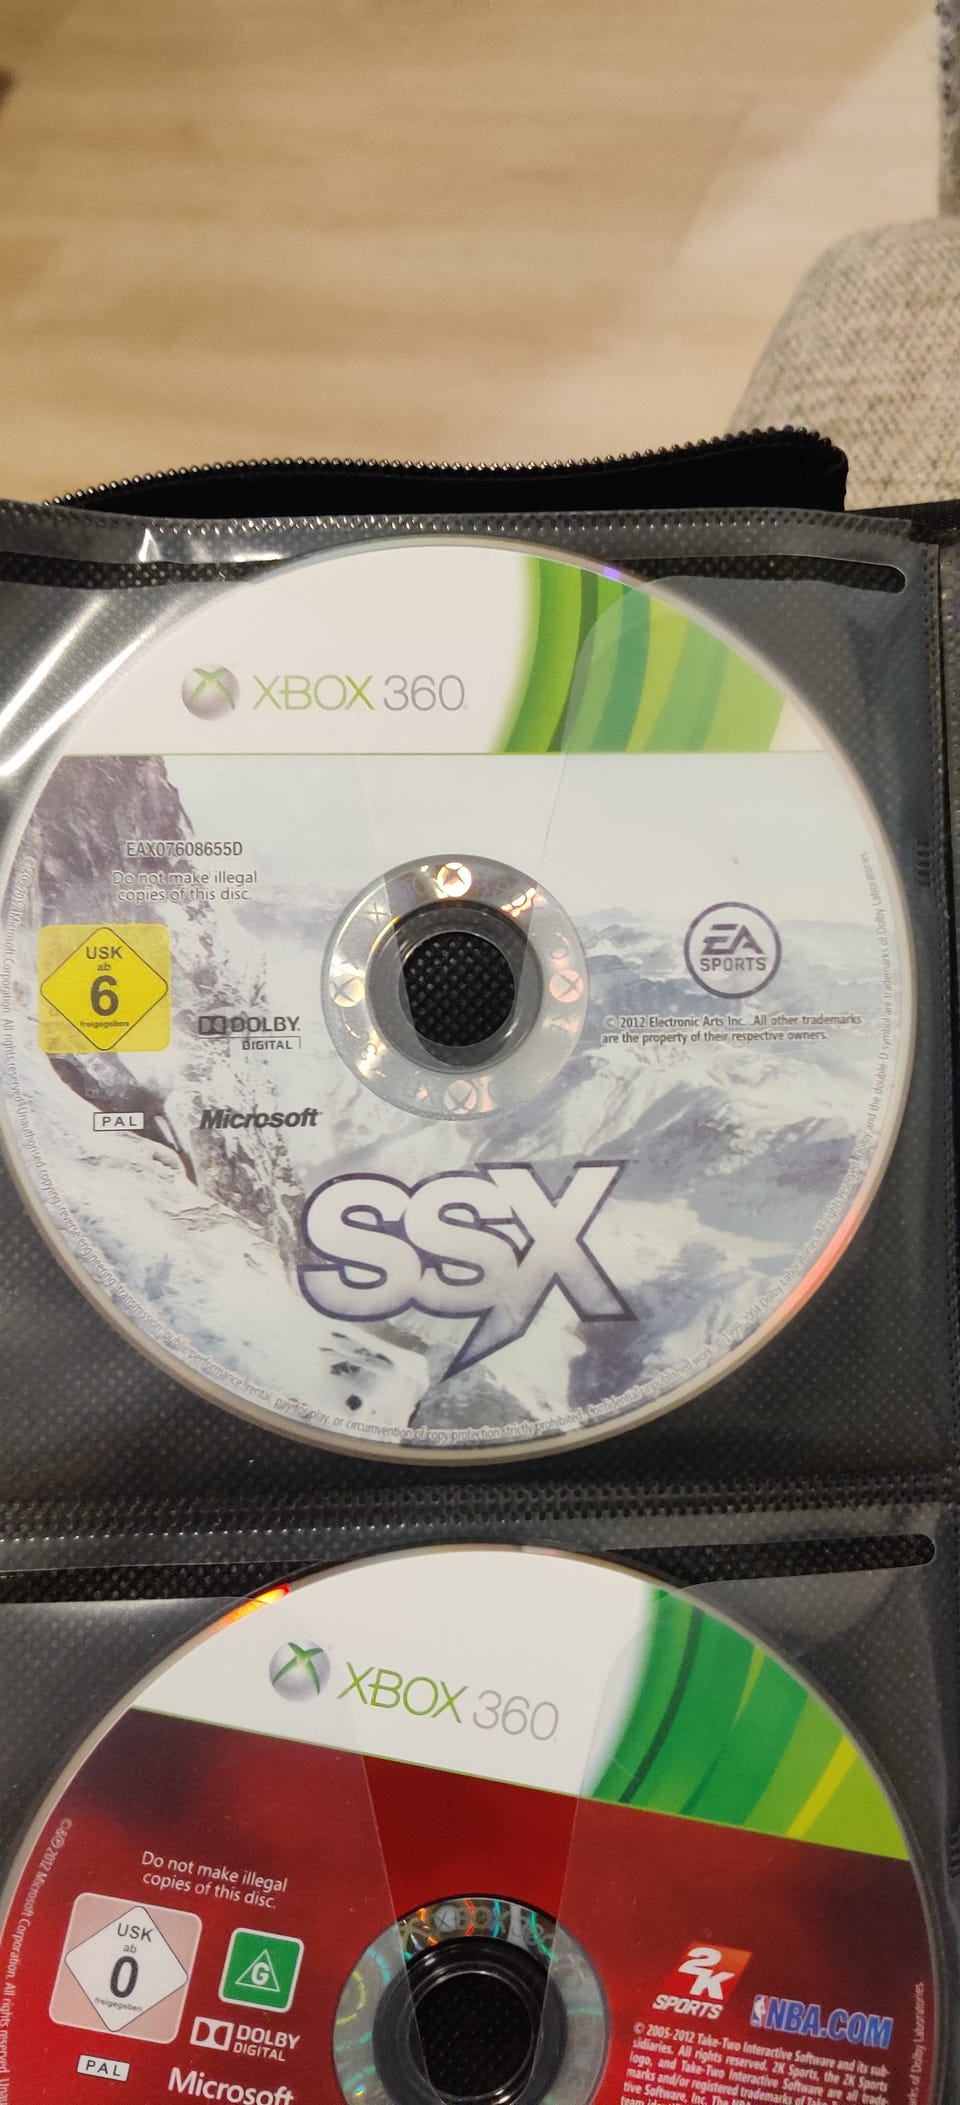 XBOX 360
EAX07608655D
Do not make illegal
copies of this disc.
USK
ab
6
freigegeben
DOLBY
DIGITAL
PAL
Microsoft
EA
SPORTS
© 2012 Electronic Arts Inc. All other trademarks
are the property of their respective owners.
SSX
XBOX 360
Do not make illegal
copies of this disc.
USK
ab
0
freigegeben
G
DOLBY
DIGITAL
PAL
Microsoft
2K
SPORTS
NBA.COM
© 2005-2012 Take-Two Interactive Software and its sub-
sidiaries. All rights reserved. 2K Sports, the 2K Sports
logo, and Take-Two Interactive Software are all trade-
marks and/or registered trademarks of Take-
tive Software, Inc. The